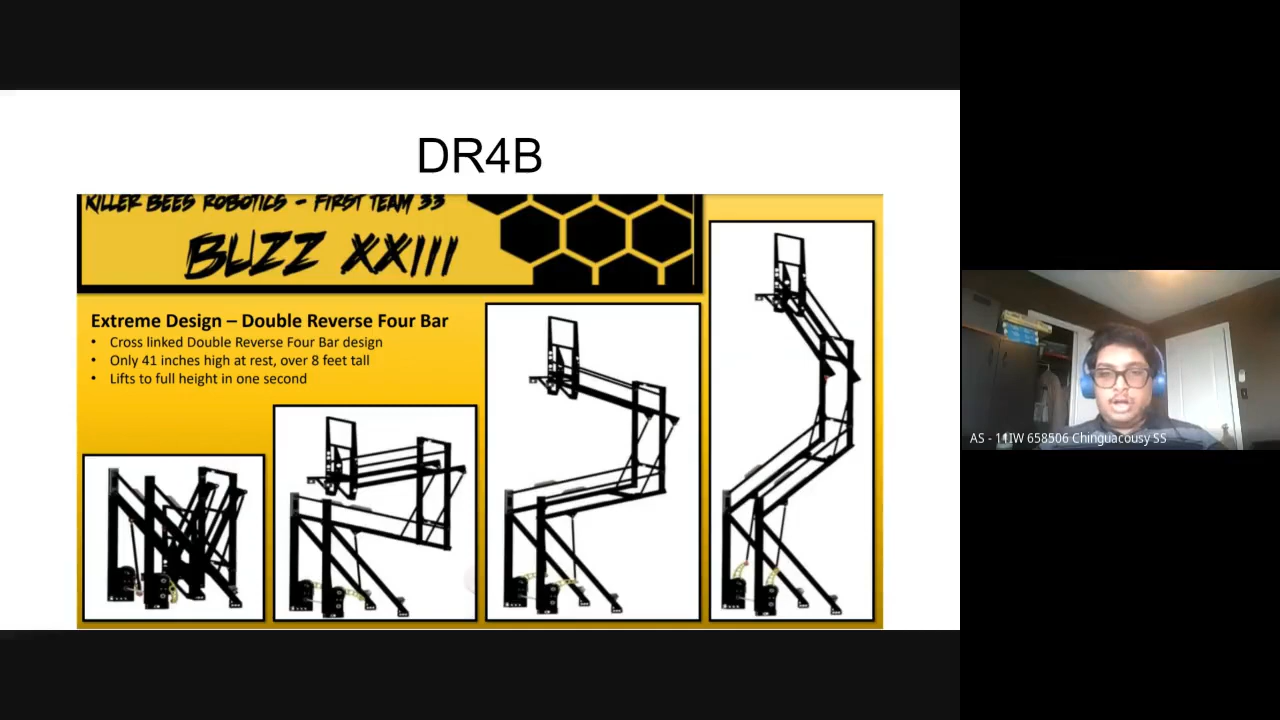 DR4B
KILLER BEES ROBOTICS - FIRST TEAM 33
BUZZ XXIII
Extreme Design – Double Reverse Four Bar
• Cross linked Double Reverse Four Bar design
• Only 41 inches high at rest, over 8 feet tall
• Lifts to full height in one second
AS - 11IW 658506 Chinguacousy SS